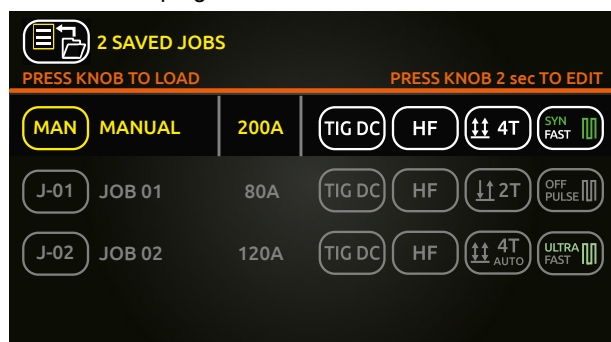 2 SAVED JOBS
PRESS KNOB TO LOAD PRESS KNOB 2 sec TO EDIT
MAN MANUAL 200A TIG DC HF 4T SYN FAST
J-01 JOB 01 80A TIG DC HF 2T OFF PULSE
J-02 JOB 02 120A TIG DC HF 4T AUTO ULTRA FAST